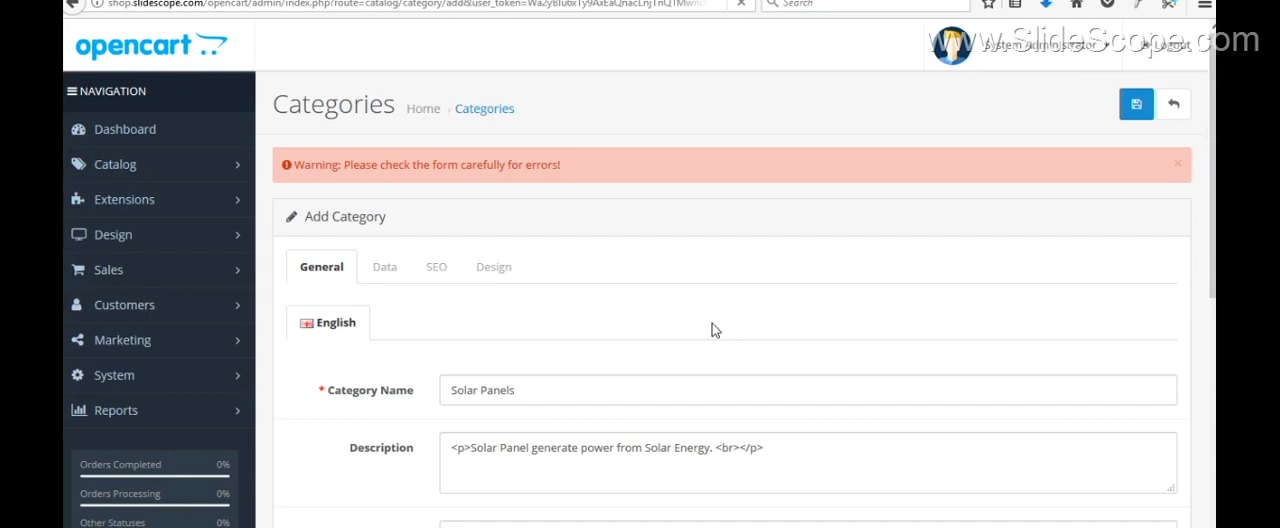 shop.slidescope.com/opencart/admin/index.php?route=catalog/category/add&user_token=
Search
opencart
System Administrator
Logout
www.SlideScope.com
NAVIGATION
Categories
Home › Categories
Dashboard
Catalog
Extensions
Design
Sales
Customers
Marketing
System
Reports
Orders Completed 0%
Orders Processing 0%
Other Statuses 0%
Warning: Please check the form carefully for errors!
×
Add Category
General Data SEO Design
English
* Category Name Solar Panels
Description <p>Solar Panel generate power from Solar Energy. <br></p>